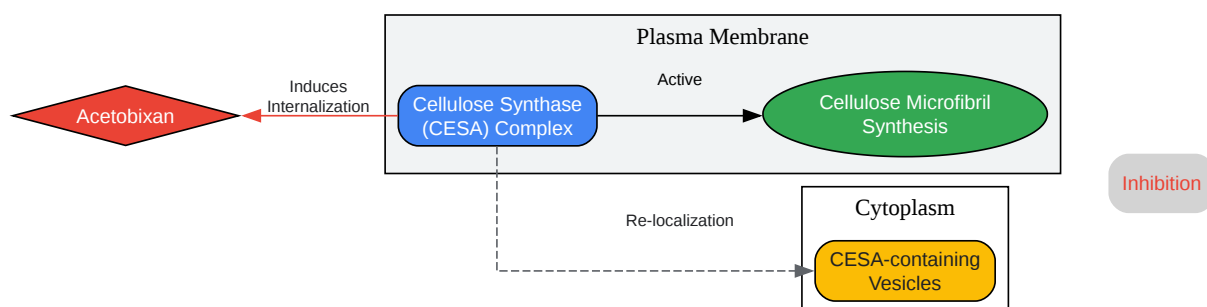 Plasma Membrane
Induces
Internalization
Active
Acetobixan
Cellulose Synthase
(CESA) Complex
Cellulose Microfibril
Synthesis
Inhibition
Re-localization
Cytoplasm
CESA-containing
Vesicles